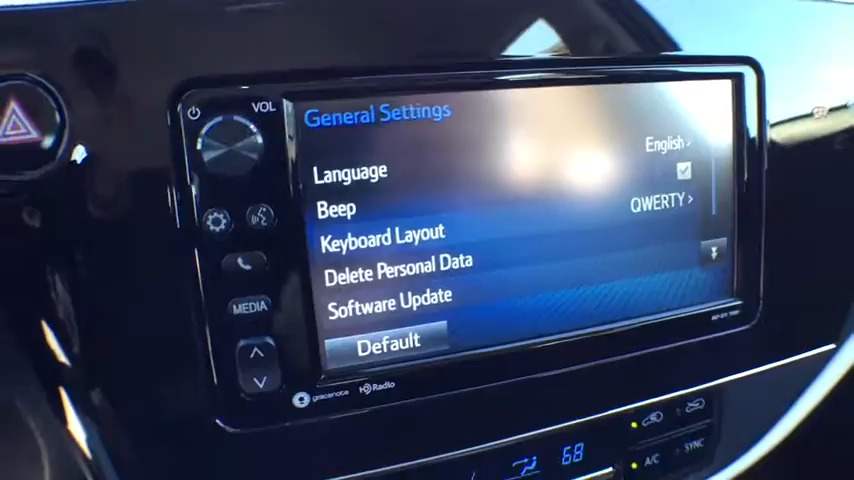 VOL
General Settings
Language English
Beep
Keyboard Layout QWERTY
Delete Personal Data
Software Update
Default
MEDIA
gracenote HD Radio
68
A/C SYNC